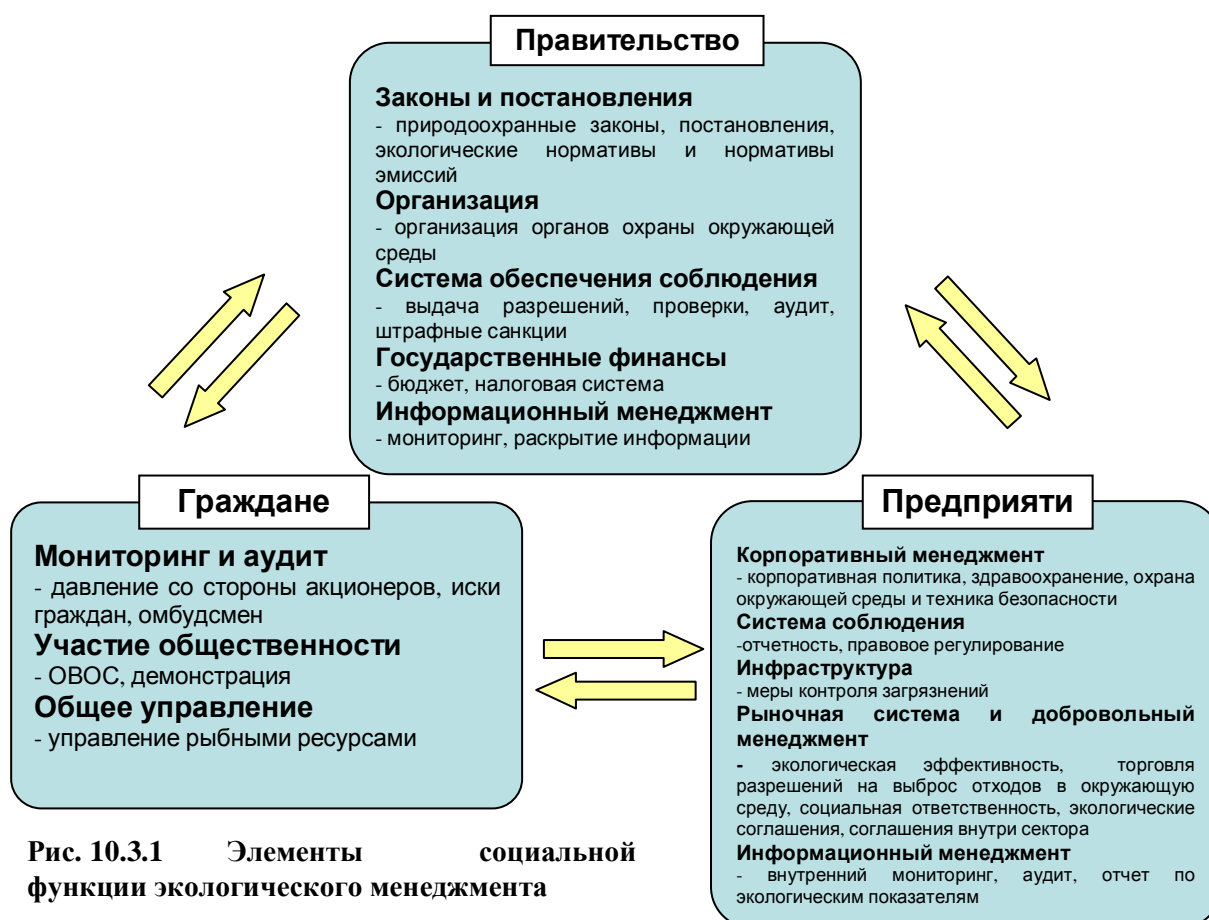 Правительство
Законы и постановления
- природоохранные законы, постановления,
экологические нормативы и нормативы
эмиссий
Организация
- организация органов охраны окружающей
среды
Система обеспечения соблюдения
- выдача разрешений, проверки, аудит,
штрафные санкции
Государственные финансы
- бюджет, налоговая система
Информационный менеджмент
- мониторинг, раскрытие информации
Граждане
Мониторинг и аудит
- давление со стороны акционеров, иски
граждан, омбудсмен
Участие общественности
- ОВОС, демонстрация
Общее управление
- управление рыбными ресурсами
Предприяти
Корпоративный менеджмент
- корпоративная политика, здравоохранение, охрана
окружающей среды и техника безопасности
Система соблюдения
-отчетность, правовое регулирование
Инфраструктура
- меры контроля загрязнений
Рыночная система и добровольный
менеджмент
- экологическая эффективность, торговля
разрешений на выброс отходов в окружающую
среду, социальная ответственность, экологические
соглашения, соглашения внутри сектора
Информационный менеджмент
- внутренний мониторинг, аудит, отчет по
экологическим показателям
Рис. 10.3.1 Элементы социальной
функции экологического менеджмента